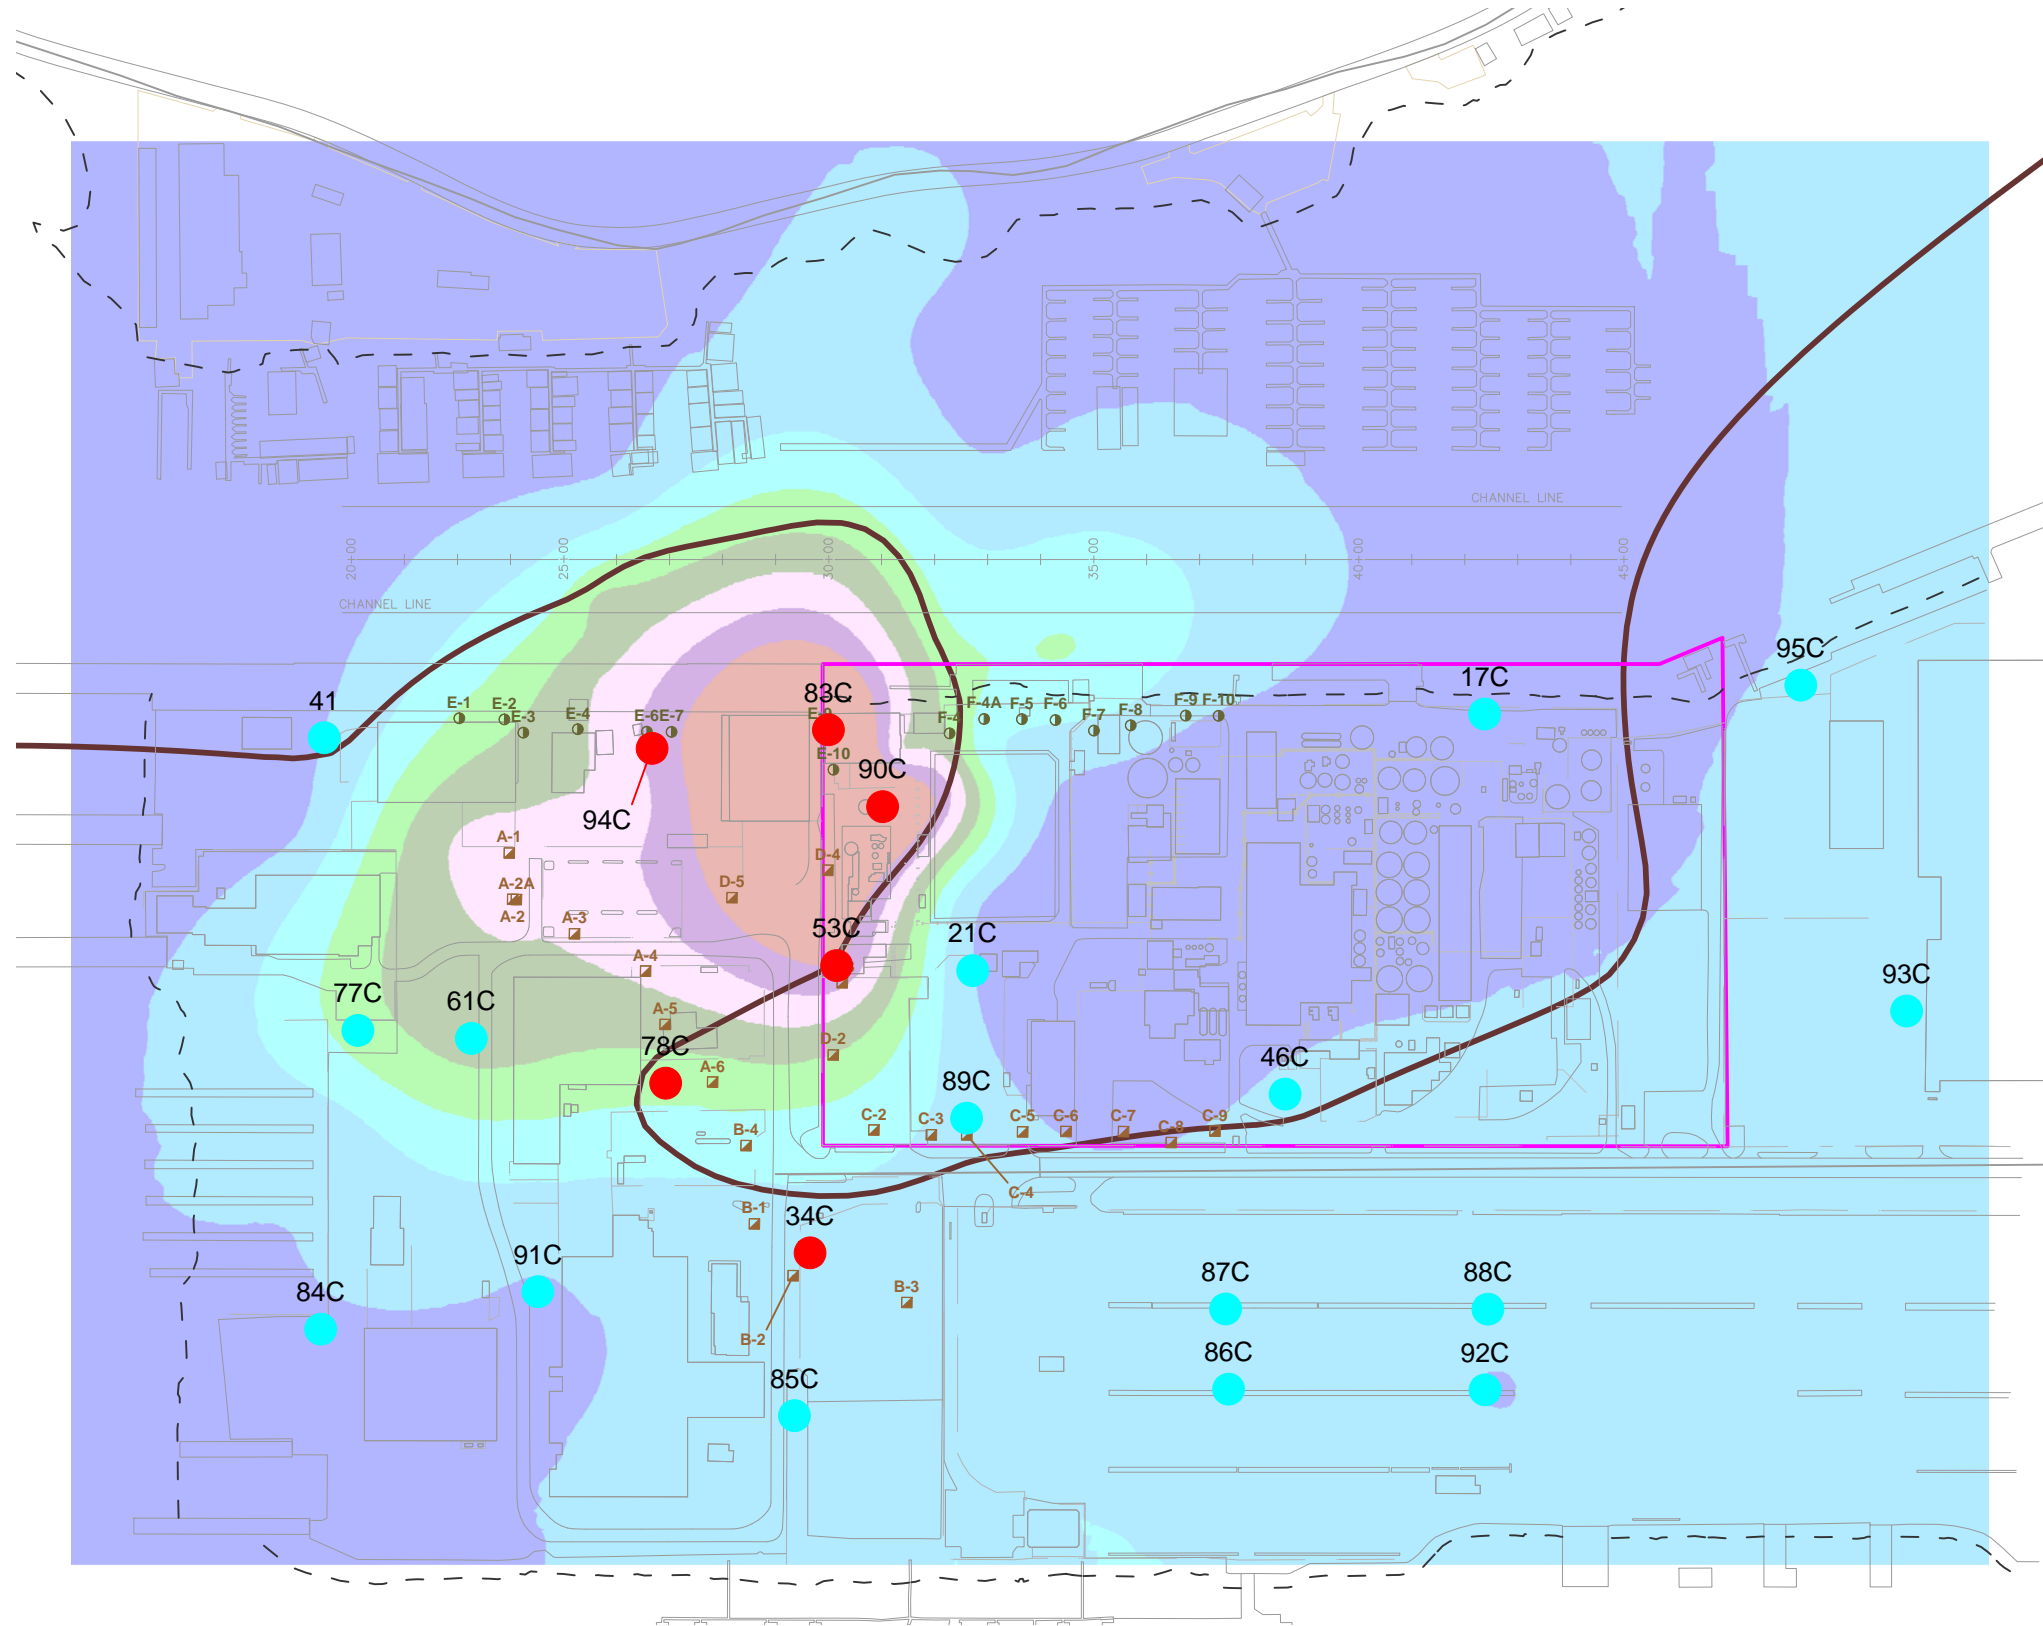 CHANNEL LINE
20+00
25+00
30+00
35+00
40+00
45+00
CHANNEL LINE
95C
17C
83C
41
E-1
E-2
E-3
E-4
E-6
E-7
E-9
F-4
F-4A
F-5
F-6
F-7
F-8
F-9
F-10
E-10
90C
94C
A-1
D-4
A-2A
D-5
A-2
A-3
53C
21C
A-4
77C
61C
93C
A-5
78C
D-2
A-6
46C
89C
C-2
C-3
C-5
C-6
C-7
C-8
C-9
B-4
C-4
B-1
34C
91C
84C
B-3
87C
88C
B-2
86C
92C
85C